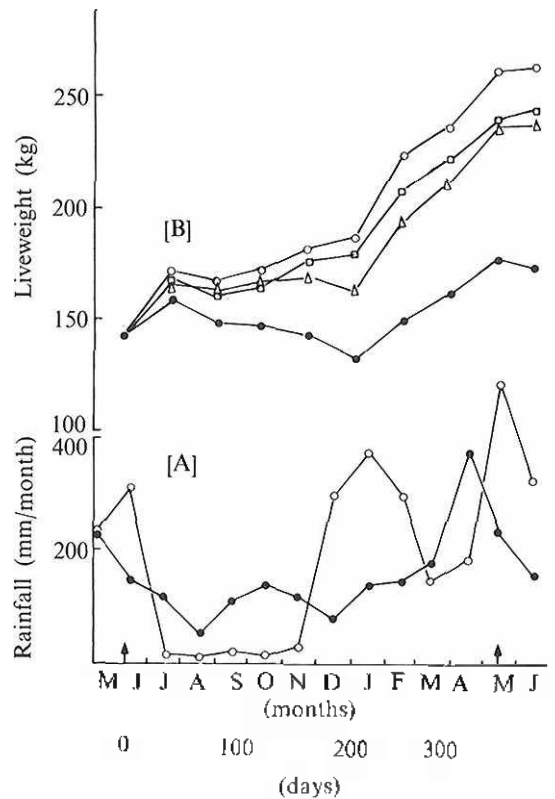 250
200
150
100
Liveweight (kg)
[B]
400
200
Rainfall (mm/month)
[A]
M J J A S O N D J F M A M J
(months)
0 100 200 300
(days)